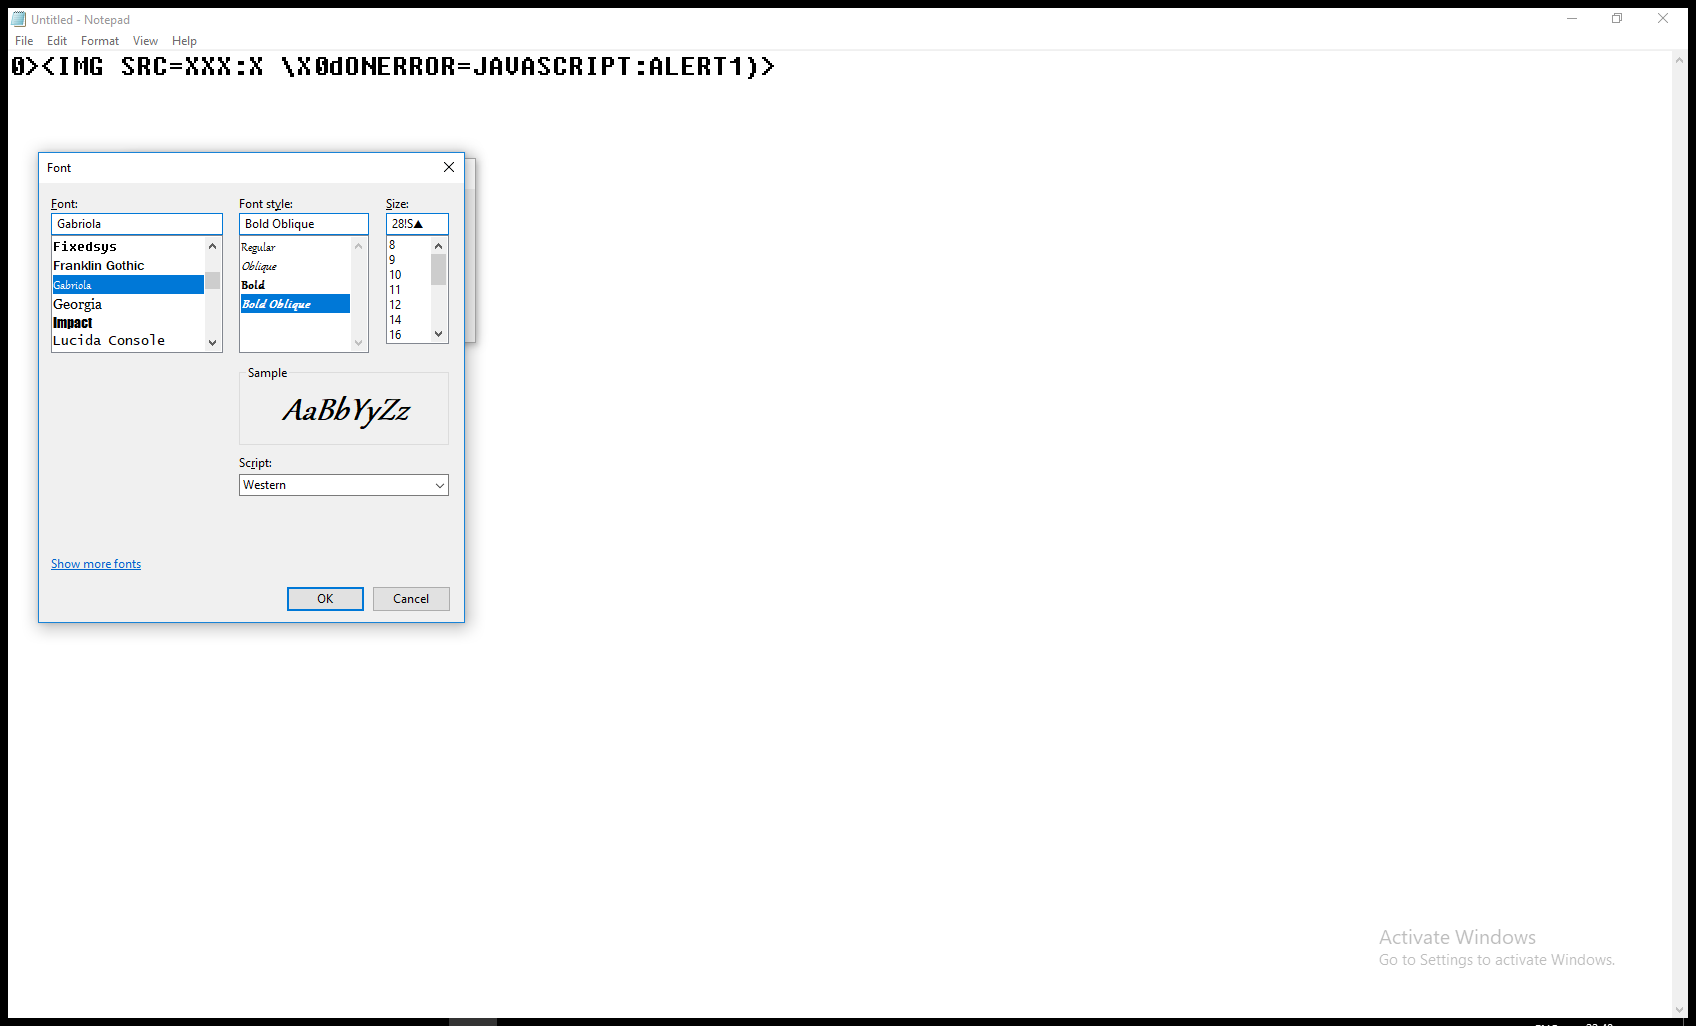 Untitled - Notepad
File Edit Format View Help
0><IMG SRC=XXX:X \X0dONERROR=JAVASCRIPT:ALERT1)>
Font
Font: Font style: Size:
Gabriola Bold Oblique 28!S▲
Fixedsys
Franklin Gothic
Gabriola
Georgia
Impact
Lucida Console
Regular
Oblique
Bold
Bold Oblique
8
9
10
11
12
14
16
Sample
AaBbYyZz
Script:
Western
Show more fonts
OK Cancel
Activate Windows
Go to Settings to activate Windows.